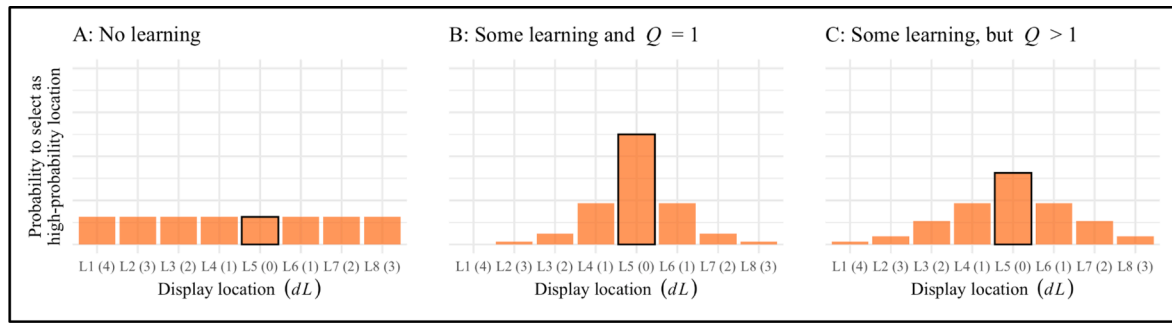 A: No learning
B: Some learning and Q = 1
C: Some learning, but Q > 1
Probability to select as
high-probability location
L1 (4) L2 (3) L3 (2) L4 (1) L5 (0) L6 (1) L7 (2) L8 (3)
L1 (4) L2 (3) L3 (2) L4 (1) L5 (0) L6 (1) L7 (2) L8 (3)
L1 (4) L2 (3) L3 (2) L4 (1) L5 (0) L6 (1) L7 (2) L8 (3)
Display location (dL)
Display location (dL)
Display location (dL)